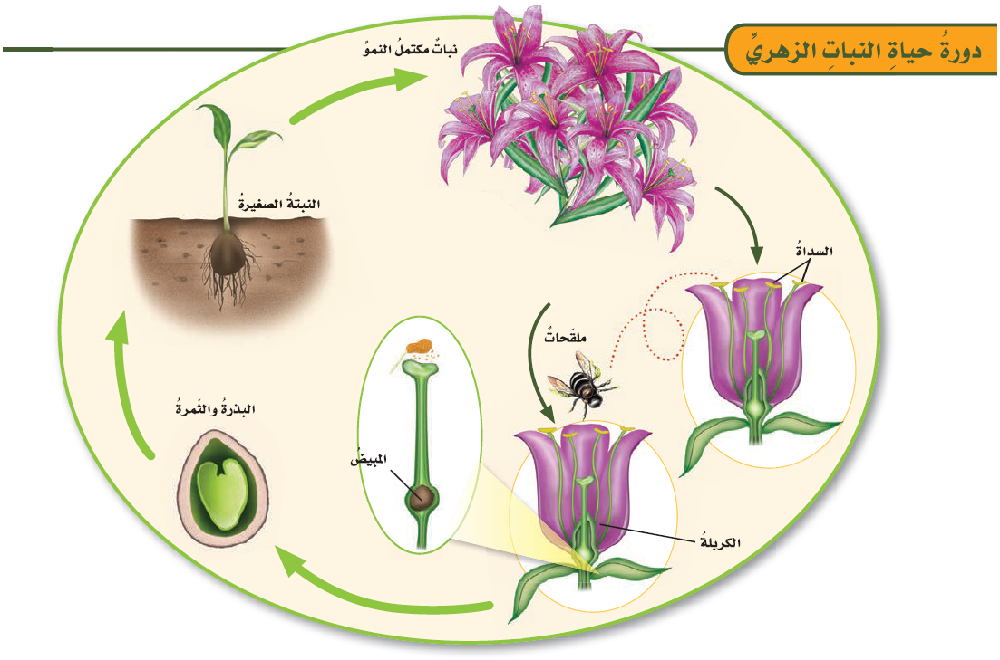 دورةُ حياةِ النباتِ الزهريِّ
نباتٌ مكتملُ النموِّ
السداةُ
ملقّحاتٌ
الكربلةُ
المبيضُ
البذرةُ والثّمرةُ
النبتةُ الصغيرةُ